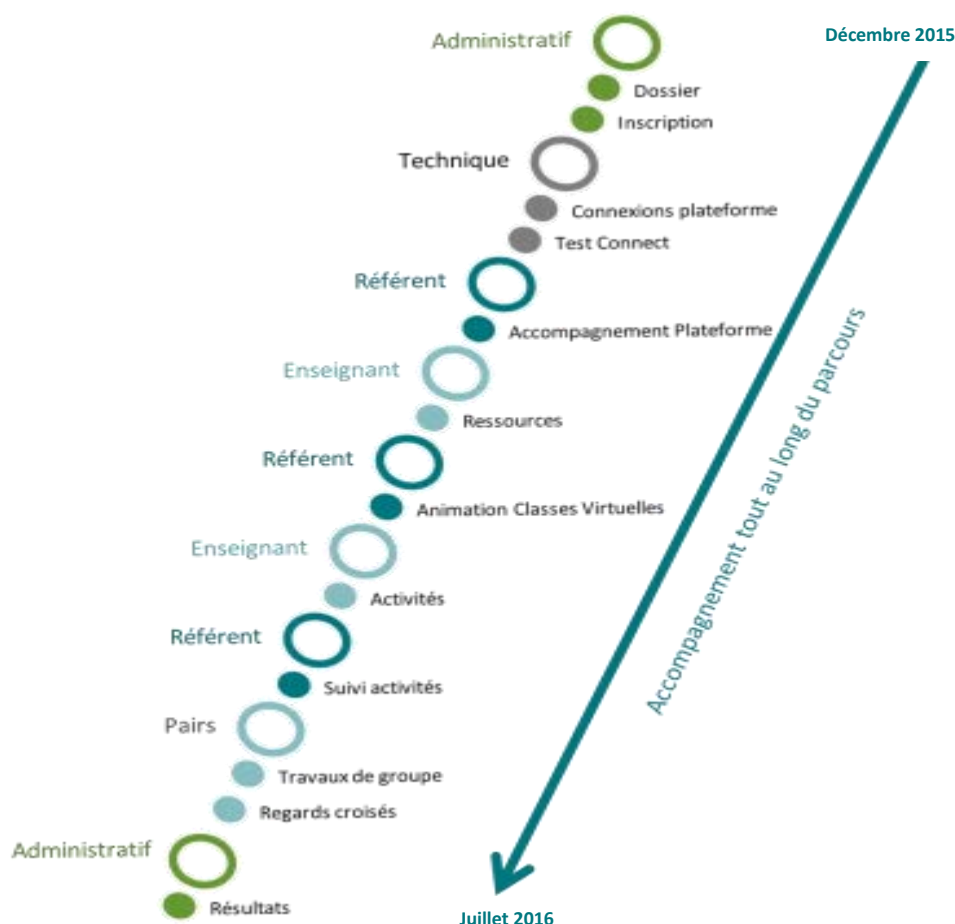 Décembre 2015
Administratif
Dossier
Inscription
Technique
Connexions plateforme
Test Connect
Référent
Accompagnement Plateforme
Enseignant
Ressources
Référent
Animation Classes Virtuelles
Enseignant
Activités
Référent
Suivi activités
Pairs
Travaux de groupe
Regards croisés
Administratif
Résultats
Accompagnement tout au long du parcours
Juillet 2016